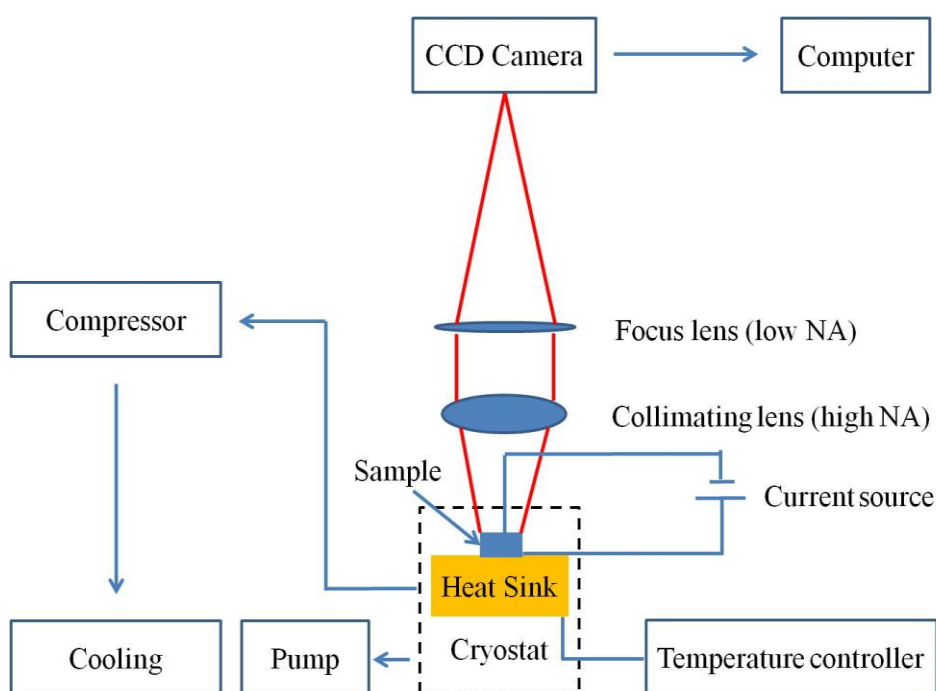 CCD Camera
Computer
Compressor
Focus lens (low NA)
Collimating lens (high NA)
Sample
Current source
Heat Sink
Cooling
Pump
Cryostat
Temperature controller